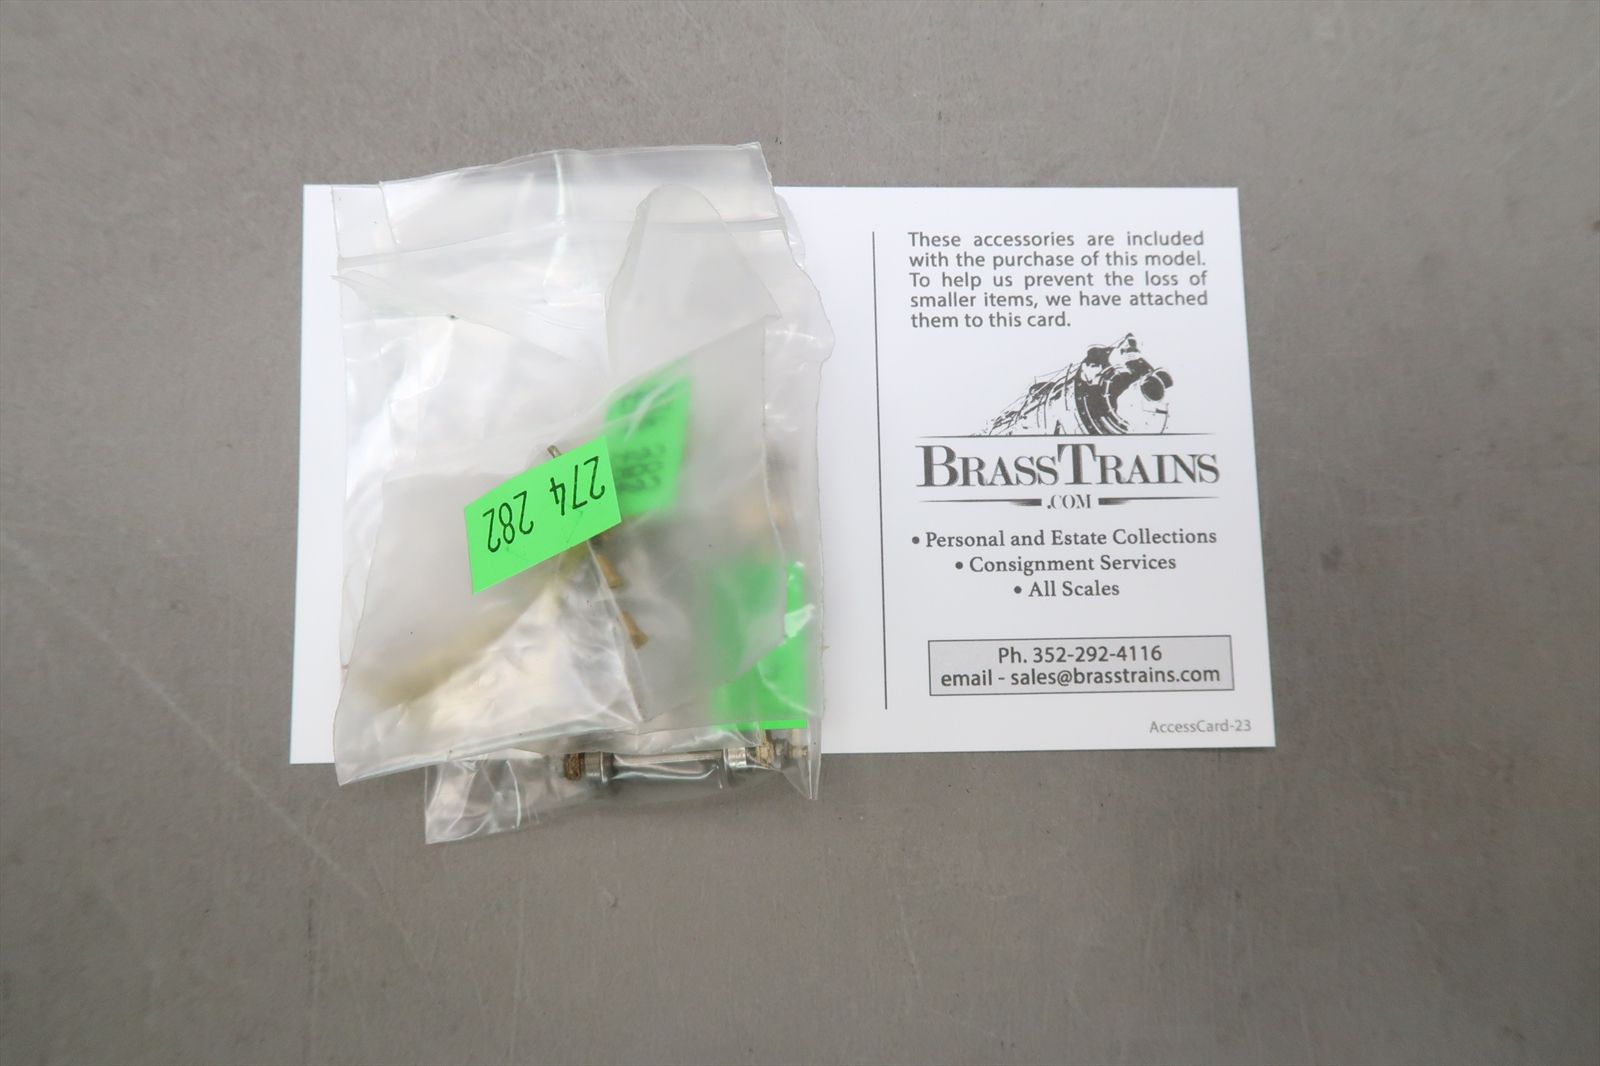 274 282
282
These accessories are included
with the purchase of this model.
To help us prevent the loss of
smaller items, we have attached
them to this card.
BRASSTRAINS
.COM
• Personal and Estate Collections
• Consignment Services
• All Scales
Ph. 352-292-4116
email - sales@brasstrains.com
AccessCard-23